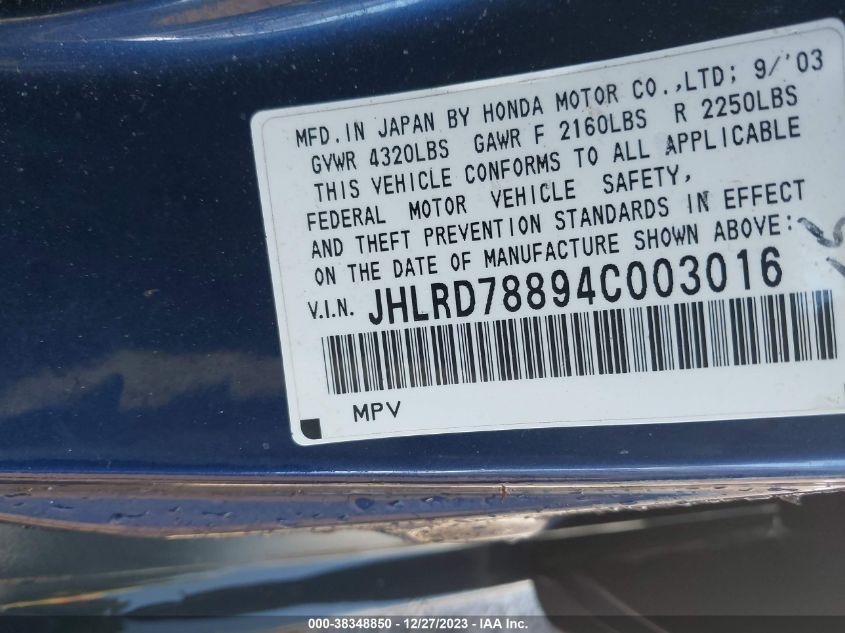 MFD.IN JAPAN BY HONDA MOTOR CO.,LTD; 9/'03
GVWR 4320LBS GAWR F 2160LBS R 2250LBS
THIS VEHICLE CONFORMS TO ALL APPLICABLE
FEDERAL MOTOR VEHICLE SAFETY,
AND THEFT PREVENTION STANDARDS IN EFFECT
ON THE DATE OF MANUFACTURE SHOWN ABOVE:
V.I.N. JHLRD78894C003016
MPV
000-38348850 / 12/27/2023 - © IAA Inc.